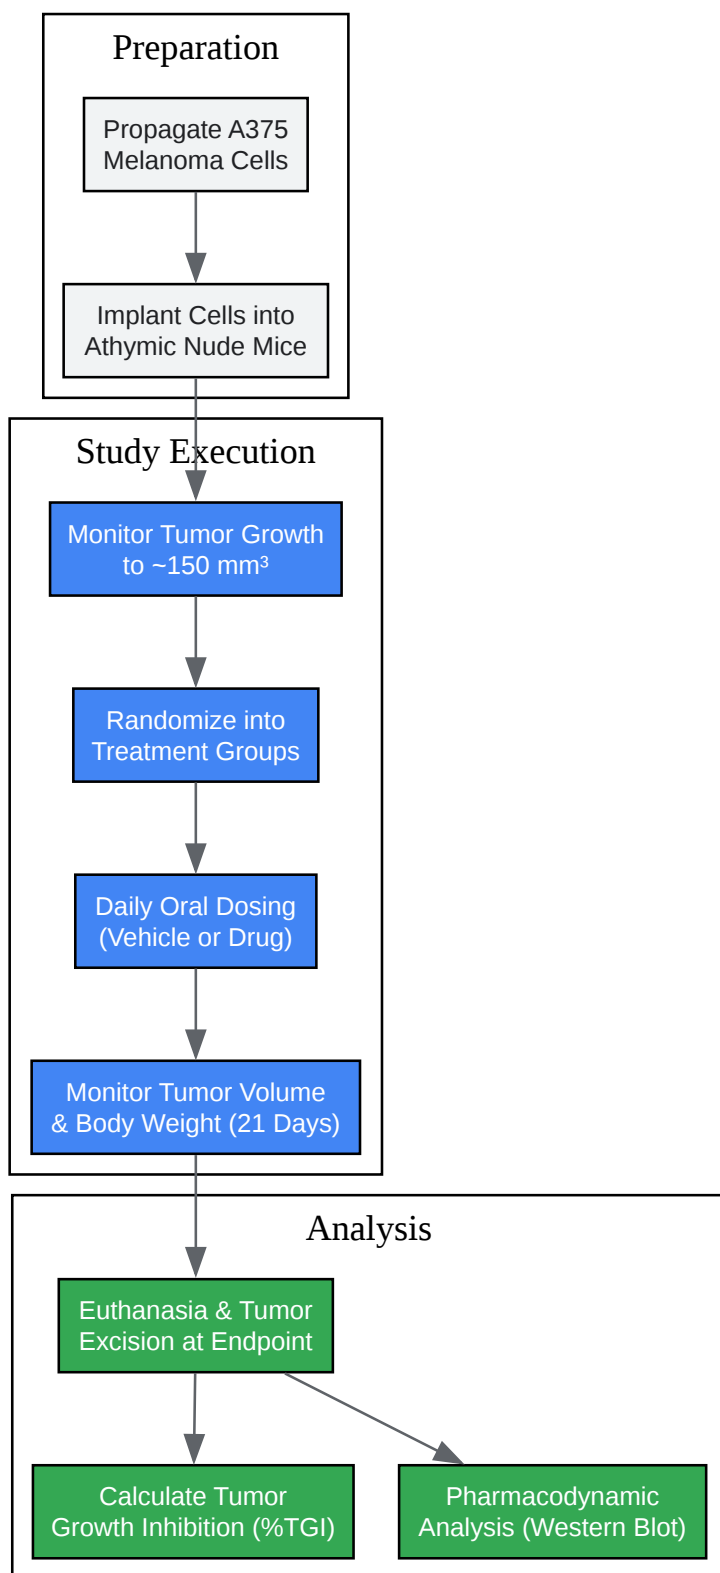 Preparation
Propagate A375
Melanoma Cells
Implant Cells into
Athymic Nude Mice
Study Execution
Monitor Tumor Growth
to ~150 mm³
Randomize into
Treatment Groups
Daily Oral Dosing
(Vehicle or Drug)
Monitor Tumor Volume
& Body Weight (21 Days)
Analysis
Euthanasia & Tumor
Excision at Endpoint
Calculate Tumor
Growth Inhibition (%TGI)
Pharmacodynamic
Analysis (Western Blot)